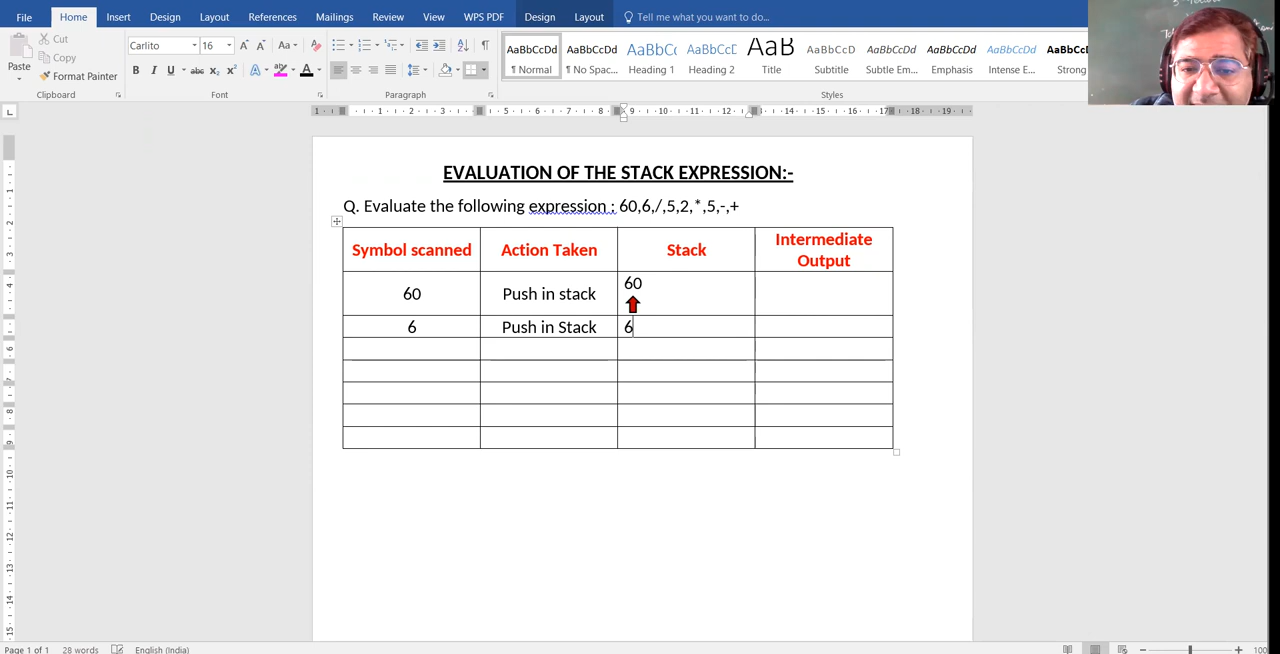 File Home Insert Design Layout References Mailings Review View WPS PDF Design Layout Tell me what you want to do...
Paste
Cut
Copy
Format Painter
Clipboard
Carlito 16
Font
Paragraph
AaBbCcDd AaBbCcDd AaBbCc AaBbCcD AaB AaBbCcD AaBbCcDd AaBbCcDd AaBbCcDd AaBbCc
¶ Normal ¶ No Spac... Heading 1 Heading 2 Title Subtitle Subtle Em... Emphasis Intense E... Strong
Styles
EVALUATION OF THE STACK EXPRESSION:-
Q. Evaluate the following expression : 60,6,/,5,2,*,5,-,+
Symbol scanned Action Taken Stack Intermediate Output
60 Push in stack 60
6 Push in Stack 6
Page 1 of 1 28 words English (India) 100